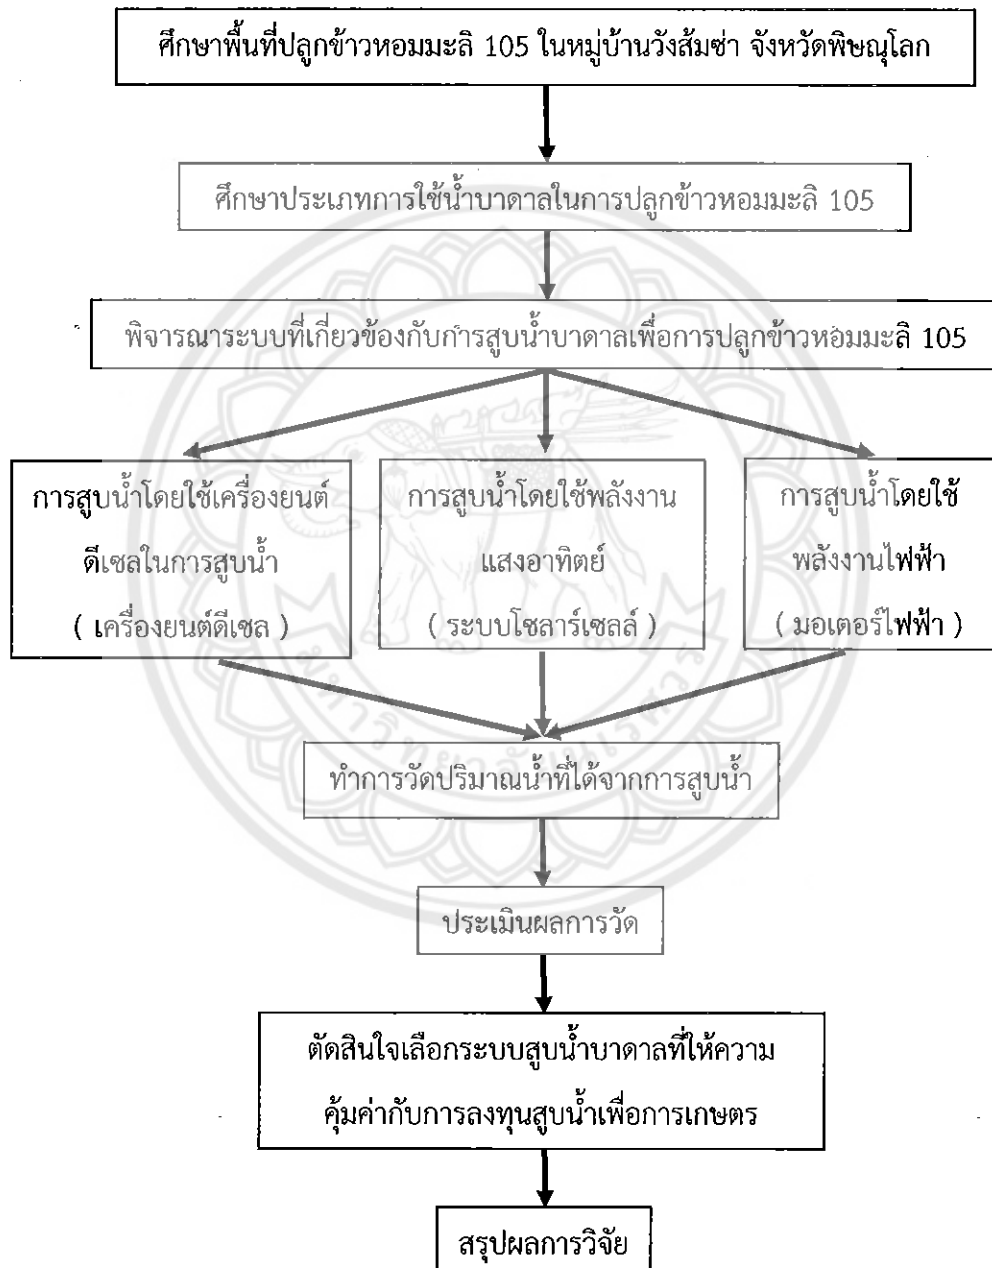 ศึกษาพื้นที่ปลูกข้าวหอมมะลิ 105 ในหมู่บ้านวังส้มซ่า จังหวัดพิษณุโลก
ศึกษาประเภทการใช้น้ำบาดาลในการปลูกข้าวหอมมะลิ 105
พิจารณาระบบที่เกี่ยวข้องกับการสูบน้ำบาดาลเพื่อการปลูกข้าวหอมมะลิ 105
การสูบน้ำโดยใช้เครื่องยนต์
ดีเซลในการสูบน้ำ
( เครื่องยนต์ดีเซล )
การสูบน้ำโดยใช้พลังงาน
แสงอาทิตย์
( ระบบโซลาร์เซลล์ )
การสูบน้ำโดยใช้
พลังงานไฟฟ้า
( มอเตอร์ไฟฟ้า )
มหาวิทยาลัยนเรศวร
ทำการวัดปริมาณน้ำที่ได้จากการสูบน้ำ
ประเมินผลการวัด
ตัดสินใจเลือกระบบสูบน้ำบาดาลที่ให้ความ
คุ้มค่ากับการลงทุนสูบน้ำเพื่อการเกษตร
สรุปผลการวิจัย